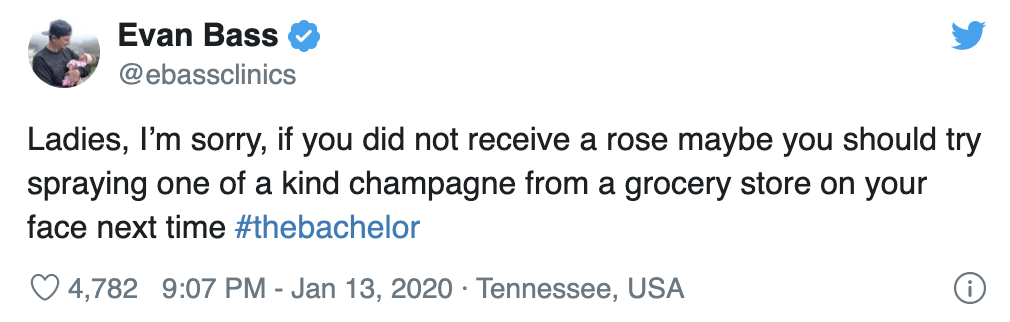 Evan Bass
@ebassclinics
Ladies, I’m sorry, if you did not receive a rose maybe you should try
spraying one of a kind champagne from a grocery store on your
face next time #thebachelor
4,782 9:07 PM - Jan 13, 2020 · Tennessee, USA